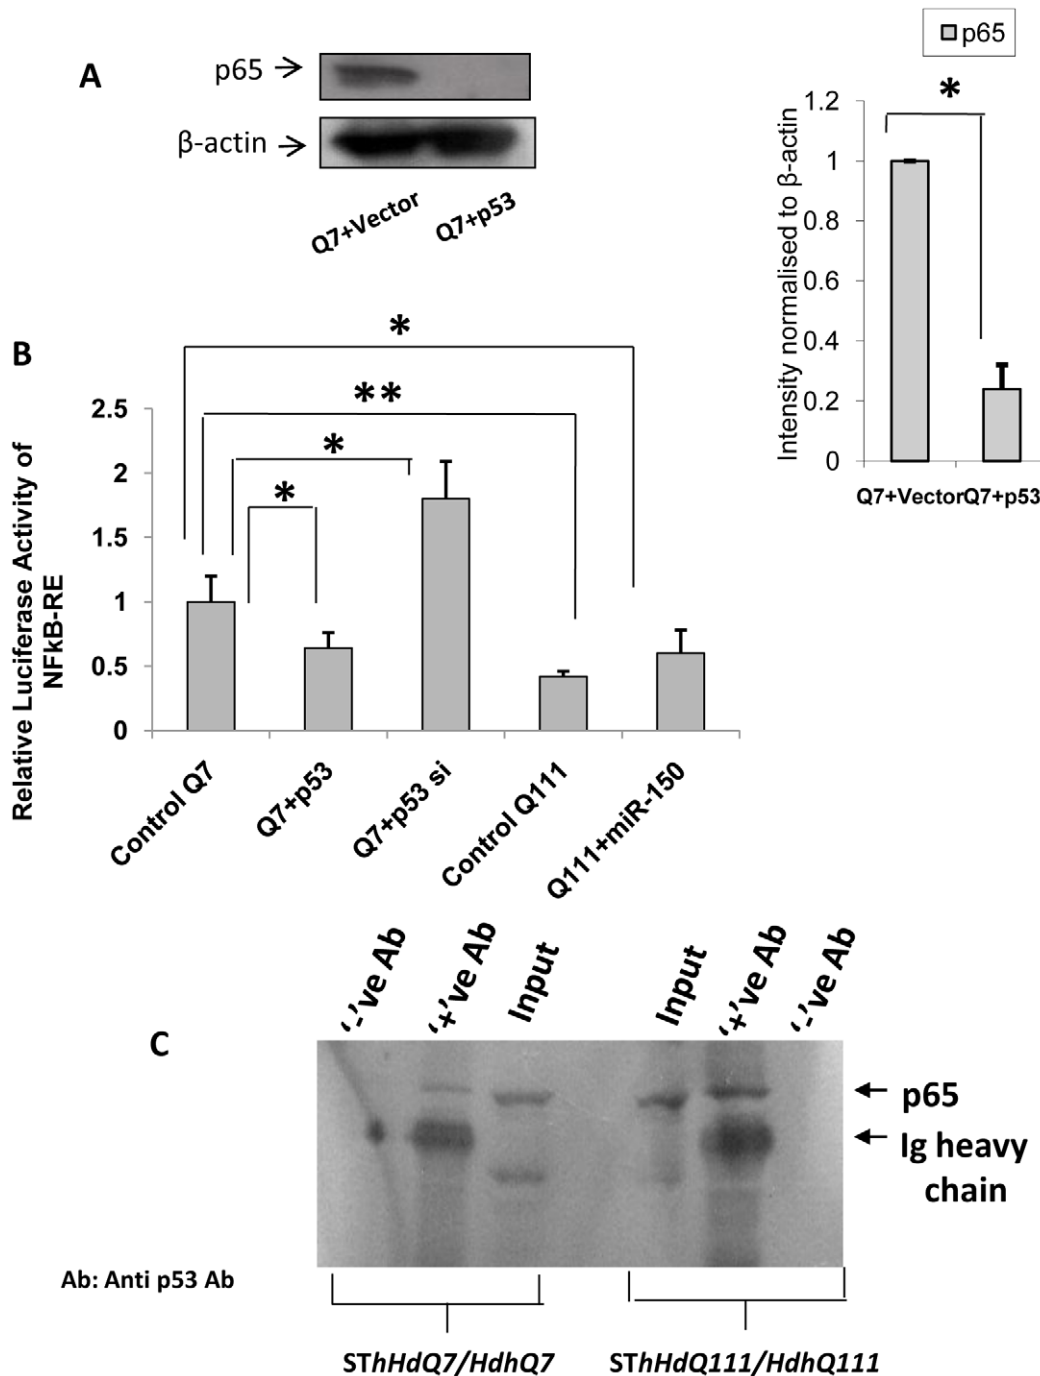 A
p65
β-actin
Q7+Vector
Q7+p53
p65
*
Intensity normalised to β-actin
1.2
1
0.8
0.6
0.4
0.2
0
Q7+Vector
Q7+p53
B
*
**
*
*
Relative Luciferase Activity of
NFkB-RE
2.5
2
1.5
1
0.5
0
Control Q7
Q7+p53
Q7+p53 si
Control Q111
Q111+miR-150
C
‘-’ve Ab
‘+’ve Ab
Input
Input
‘+’ve Ab
‘-’ve Ab
p65
Ig heavy
chain
Ab: Anti p53 Ab
SThHdQ7/HdhQ7
SThHdQ111/HdhQ111